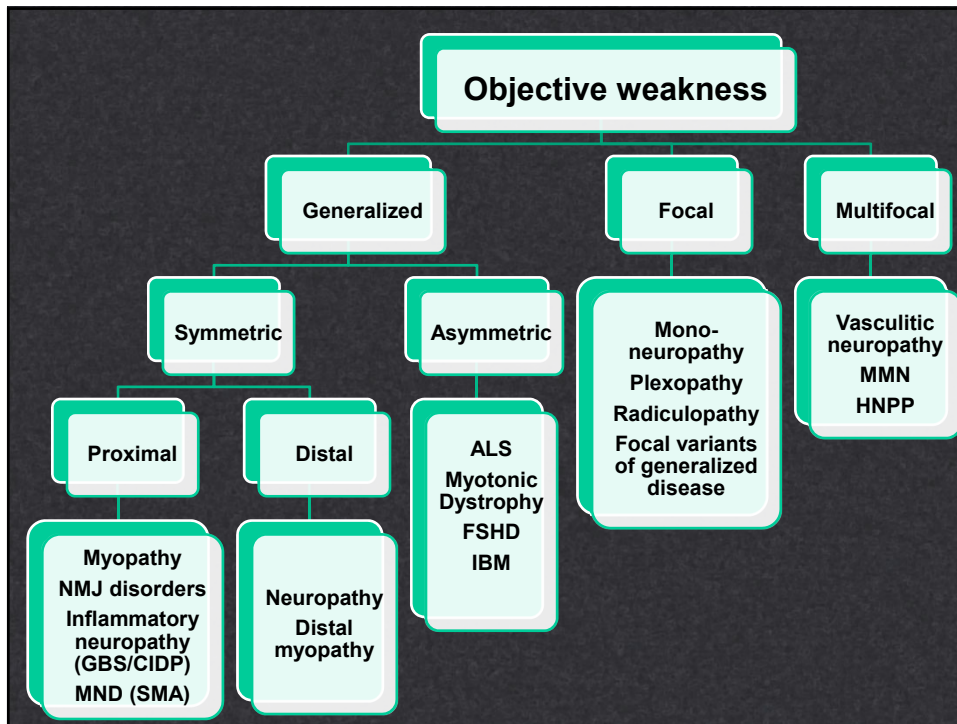 Objective weakness
Generalized
Focal
Multifocal
Symmetric
Asymmetric
Mono-
neuropathy
Plexopathy
Radiculopathy
Focal variants
of generalized
disease
Vasculitic
neuropathy
MMN
HNPP
Proximal
Distal
ALS
Myotonic
Dystrophy
FSHD
IBM
Myopathy
NMJ disorders
Inflammatory
neuropathy
(GBS/CIDP)
MND (SMA)
Neuropathy
Distal
myopathy